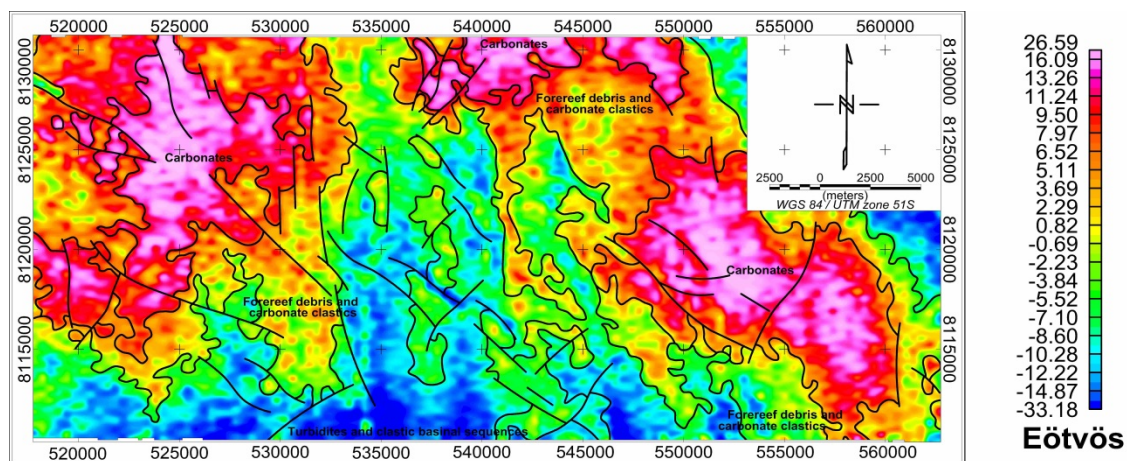 520000 525000 530000 535000 540000 545000 550000 555000 560000
8130000
8125000
8120000
8115000
Carbonates
Forereef debris and
carbonate clastics
Carbonates
Carbonates
Forereef debris and
carbonate clastics
Forereef debris and
carbonate clastics
Turbidites and clastic basinal sequences
N
2500 0 2500 5000
(meters)
WGS 84 / UTM zone 51S
8130000
8125000
8120000
8115000
520000 525000 530000 535000 540000 545000 550000 555000 560000
26.59
16.09
13.26
11.24
9.50
7.97
6.52
5.11
3.69
2.29
0.82
-0.69
-2.23
-3.84
-5.52
-7.10
-8.60
-10.28
-12.22
-14.87
-33.18
Eötvös